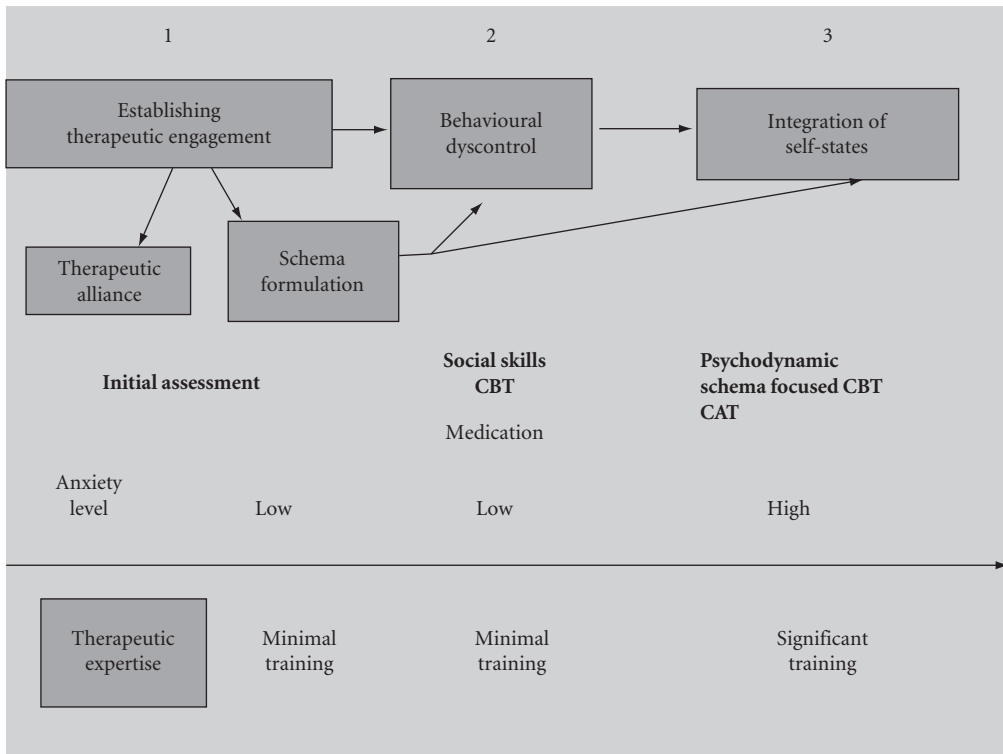 1
2
3
Establishing
therapeutic engagement
Behavioural
dyscontrol
Integration of
self-states
Therapeutic
alliance
Schema
formulation
Initial assessment
Social skills
CBT
Medication
Psychodynamic
schema focused CBT
CAT
Anxiety
level
Low
Low
High
Therapeutic
expertise
Minimal
training
Minimal
training
Significant
training